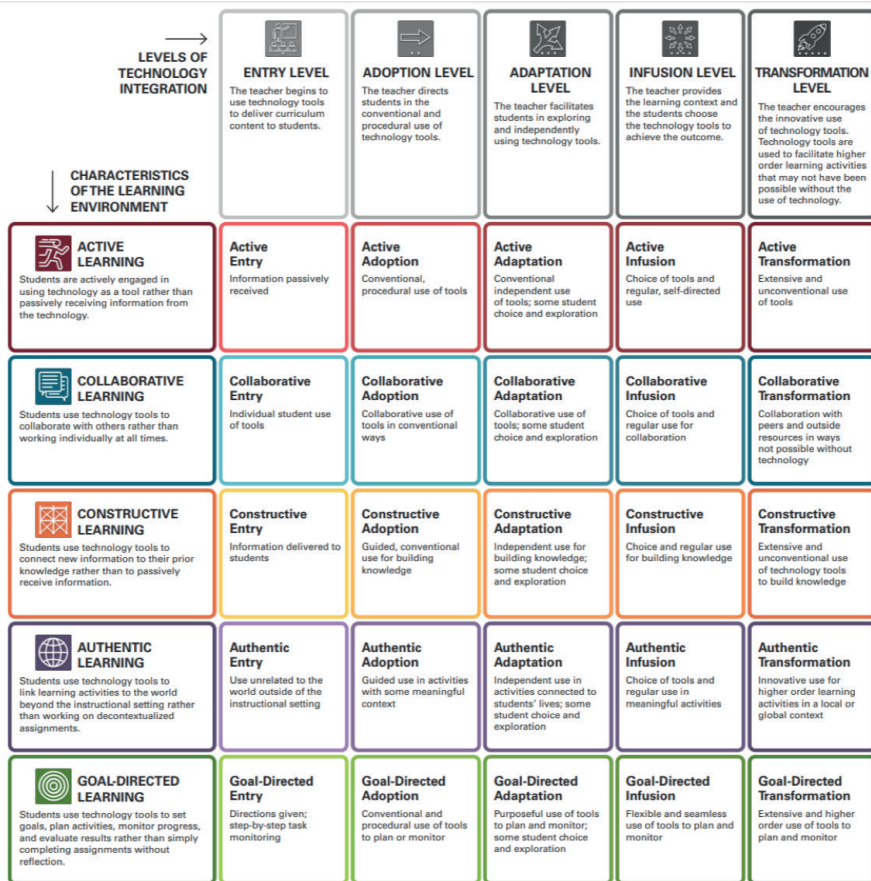 LEVELS OF
TECHNOLOGY
INTEGRATION
ENTRY LEVEL
The teacher begins to
use technology tools
to deliver curriculum
content to students.
ADOPTION LEVEL
The teacher directs
students in the
conventional and
procedural use of
technology tools.
ADAPTATION
LEVEL
The teacher facilitates
students in exploring
and independently
using technology tools.
INFUSION LEVEL
The teacher provides
the learning context and
the students choose
the technology tools to
achieve the outcome.
TRANSFORMATION
LEVEL
The teacher encourages
the innovative use
of technology tools.
Technology tools are
used to facilitate higher
order learning activities
that may not have been
possible without the
use of technology.
CHARACTERISTICS
OF THE LEARNING
ENVIRONMENT
ACTIVE
LEARNING
Students are actively engaged in
using technology as a tool rather than
passively receiving information from
the technology.
Active
Entry
Information passively
received
Active
Adoption
Conventional,
procedural use of tools
Active
Adaptation
Conventional
independent use
of tools; some student
choice and exploration
Active
Infusion
Choice of tools and
regular, self-directed
use
Active
Transformation
Extensive and
unconventional use
of tools
COLLABORATIVE
LEARNING
Students use technology tools to
collaborate with others rather than
working individually at all times.
Collaborative
Entry
Individual student use
of tools
Collaborative
Adoption
Collaborative use of
tools in conventional
ways
Collaborative
Adaptation
Collaborative use of
tools; some student
choice and exploration
Collaborative
Infusion
Choice of tools and
regular use for
collaboration
Collaborative
Transformation
Collaboration with
peers and outside
resources in ways
not possible without
technology
CONSTRUCTIVE
LEARNING
Students use technology tools to
connect new information to their prior
knowledge rather than to passively
receive information.
Constructive
Entry
Information delivered to
students
Constructive
Adoption
Guided, conventional
use for building
knowledge
Constructive
Adaptation
Independent use for
building knowledge;
some student choice
and exploration
Constructive
Infusion
Choice and regular use
for building knowledge
Constructive
Transformation
Extensive and
unconventional use
of technology tools
to build knowledge
AUTHENTIC
LEARNING
Students use technology tools to
link learning activities to the world
beyond the instructional setting rather
than working on decontextualized
assignments.
Authentic
Entry
Use unrelated to the
world outside of the
instructional setting
Authentic
Adoption
Guided use in activities
with some meaningful
context
Authentic
Adaptation
Independent use in
activities connected to
students' lives; some
student choice and
exploration
Authentic
Infusion
Choice of tools and
regular use in
meaningful activities
Authentic
Transformation
Innovative use for
higher order learning
activities in a local or
global context
GOAL-DIRECTED
LEARNING
Students use technology tools to set
goals, plan activities, monitor progress,
and evaluate results rather than simply
completing assignments without
reflection.
Goal-Directed
Entry
Directions given;
step-by-step task
monitoring
Goal-Directed
Adoption
Conventional and
procedural use of tools
to plan or monitor
Goal-Directed
Adaptation
Purposeful use of tools
to plan and monitor;
some student choice
and exploration
Goal-Directed
Infusion
Flexible and seamless
use of tools to plan and
monitor
Goal-Directed
Transformation
Extensive and higher
order use of tools to
plan and monitor